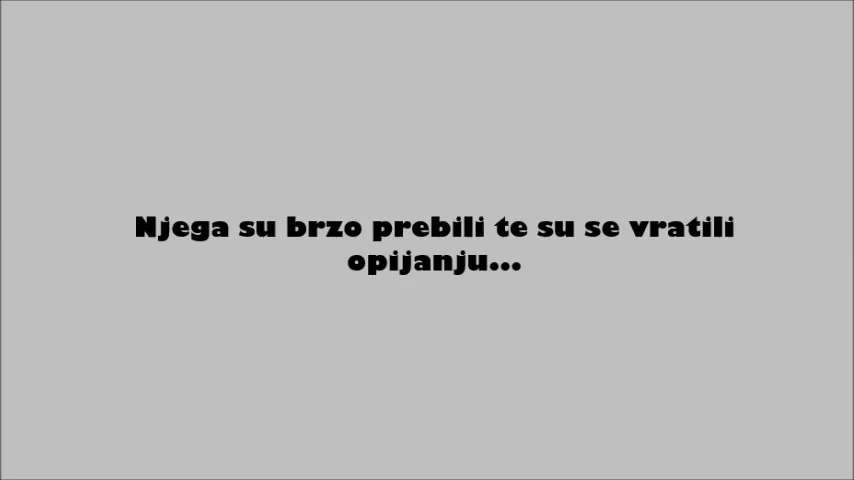 Njega su brzo prebili te su se vratili
opijanju...